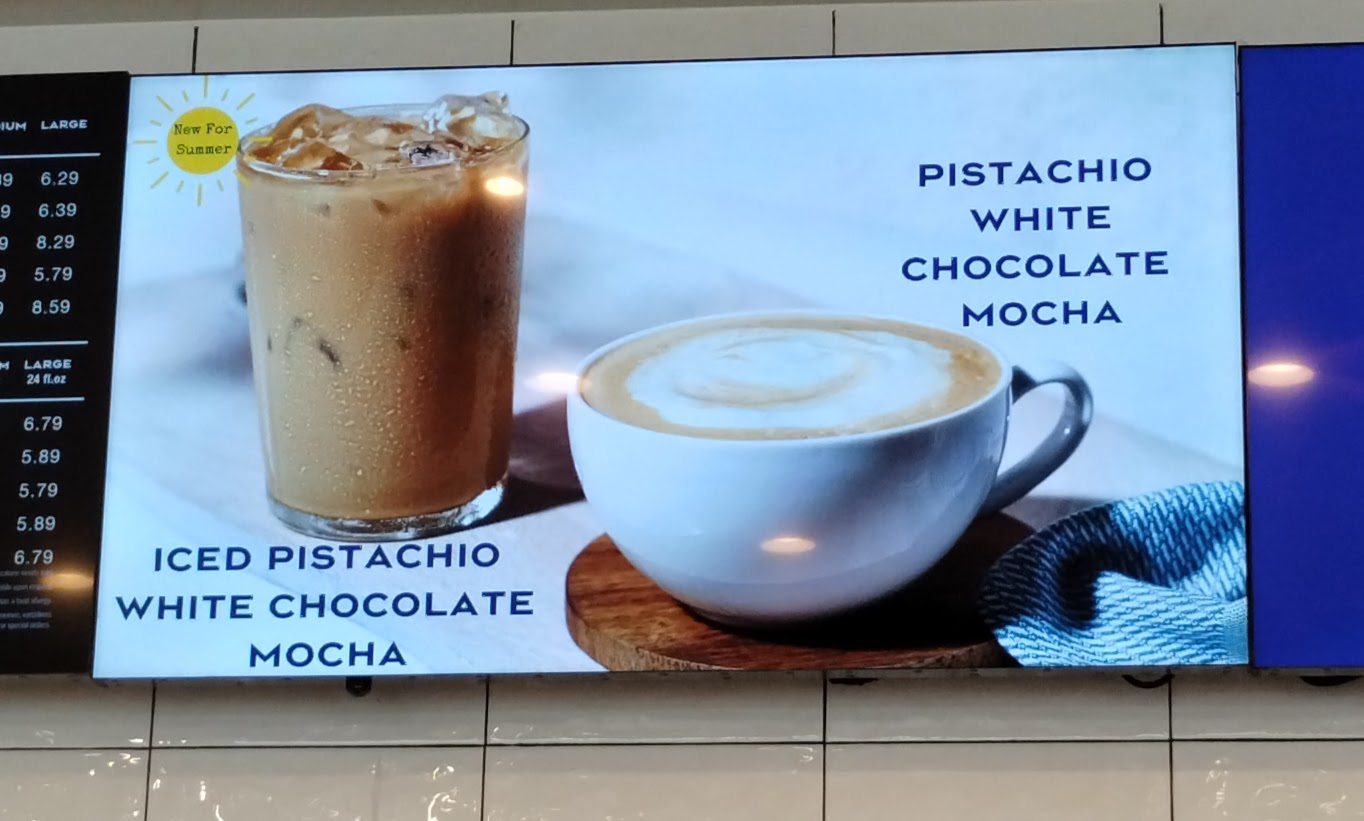 LARGE
6.29
6.39
8.29
5.79
8.59
LARGE
24 fl.oz
6.79
5.89
5.79
5.89
6.79
New For
Summer
ICED PISTACHIO
WHITE CHOCOLATE
MOCHA
PISTACHIO
WHITE
CHOCOLATE
MOCHA